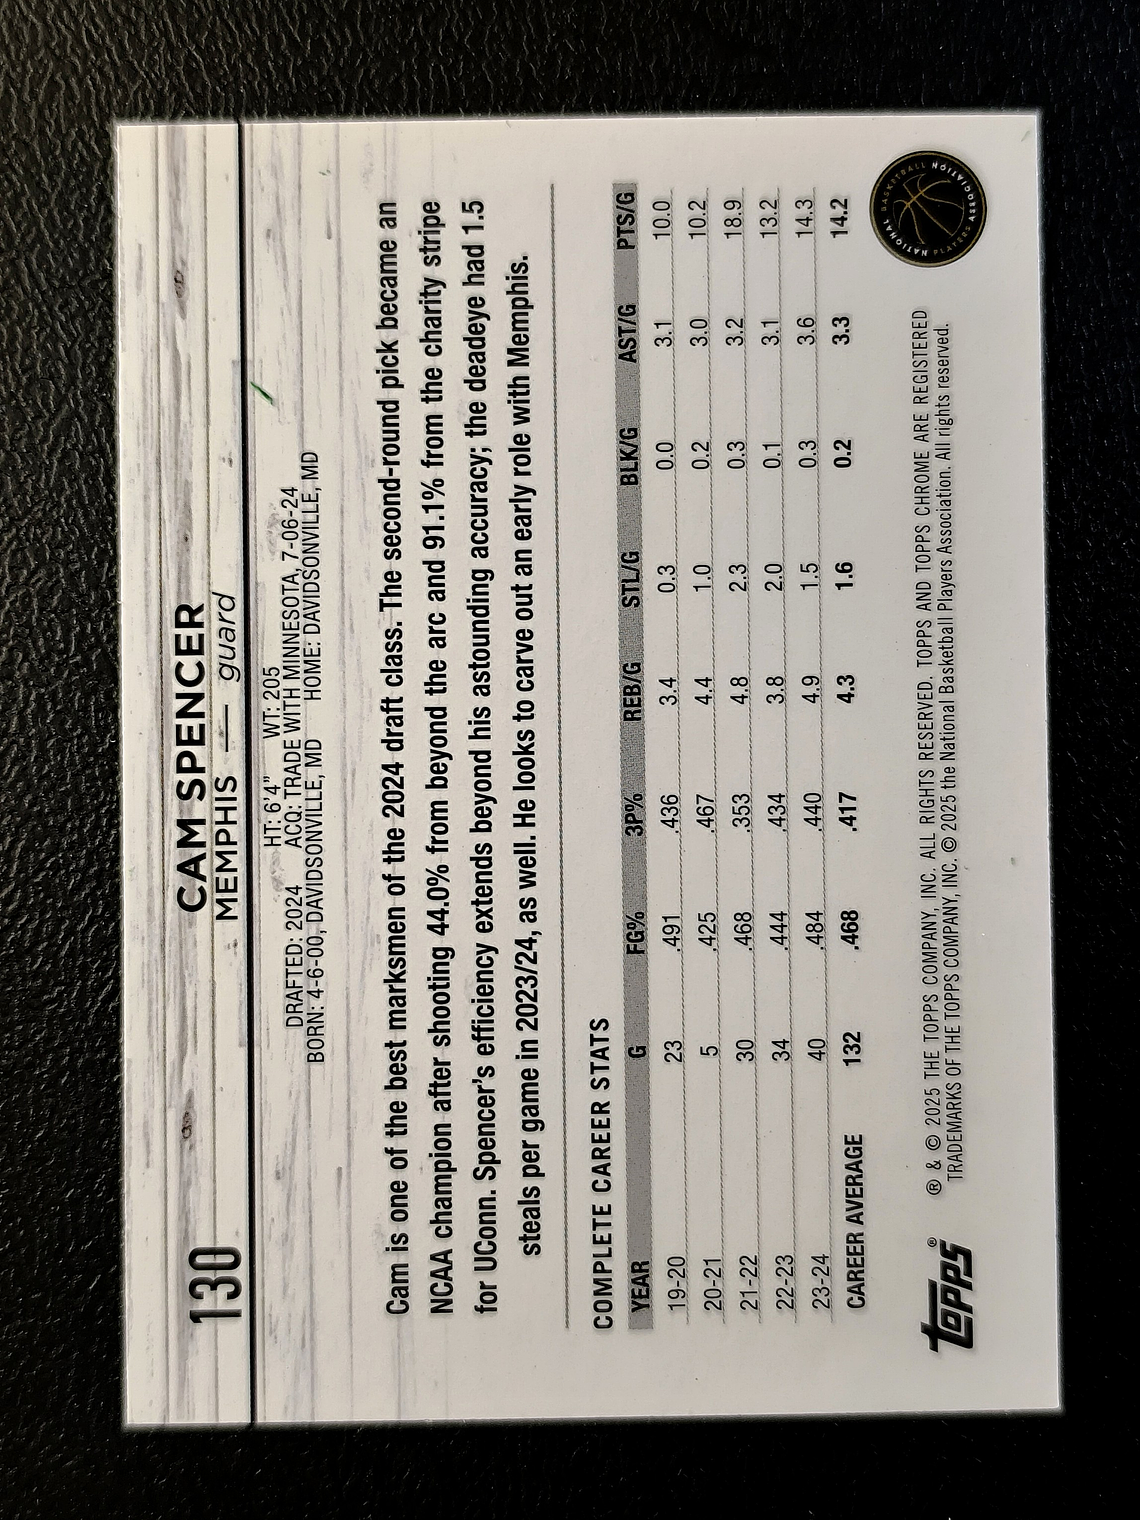 130
CAM SPENCER
MEMPHIS — guard
HT: 6'4" WT: 205
DRAFTED: 2024 ACQ: TRADE WITH MINNESOTA, 7-06-24
BORN: 4-6-00, DAVIDSONVILLE, MD HOME: DAVIDSONVILLE, MD
Cam is one of the best marksmen of the 2024 draft class. The second-round pick became an
NCAA champion after shooting 44.0% from beyond the arc and 91.1% from the charity stripe
for UConn. Spencer's efficiency extends beyond his astounding accuracy; the deadeye had 1.5
steals per game in 2023/24, as well. He looks to carve out an early role with Memphis.
COMPLETE CAREER STATS
YEAR G FG% 3P% REB/G STL/G BLK/G AST/G PTS/G
19-20 23 .491 .436 3.4 0.3 0.0 3.1 10.0
20-21 5 .425 .467 4.4 1.0 0.2 3.0 10.2
21-22 30 .468 .353 4.8 2.3 0.3 3.2 18.9
22-23 34 .444 .434 3.8 2.0 0.1 3.1 13.2
23-24 40 .484 .440 4.9 1.5 0.3 3.6 14.3
CAREER AVERAGE 132 .468 .417 4.3 1.6 0.2 3.3 14.2
topps®
® & © 2025 THE TOPPS COMPANY, INC. ALL RIGHTS RESERVED. TOPPS AND TOPPS CHROME ARE REGISTERED
TRADEMARKS OF THE TOPPS COMPANY, INC. © 2025 the National Basketball Players Association. All rights reserved.
NATIONAL BASKETBALL
PLAYERS ASSOCIATION